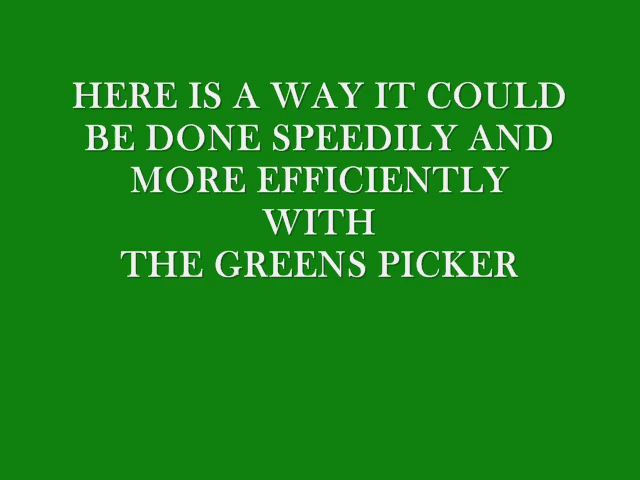 HERE IS A WAY IT COULD
BE DONE SPEEDILY AND
MORE EFFICIENTLY
WITH
THE GREENS PICKER